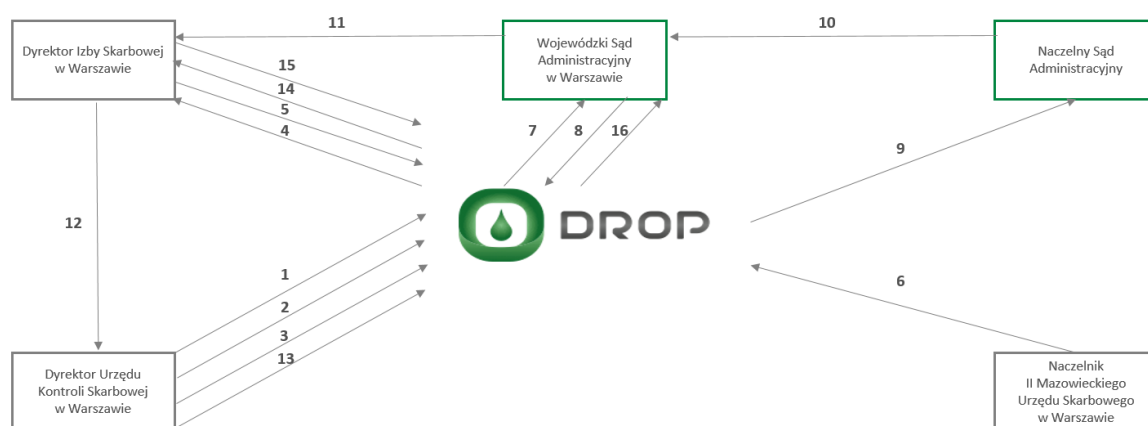 11
10
Dyrektor Izby Skarbowej
w Warszawie
Wojewódzki Sąd
Administracyjny
w Warszawie
Naczelny Sąd
Administracyjny
15
14
5
4
7
8
16
9
12
DROP
1
2
3
13
6
Dyrektor Urzędu
Kontroli Skarbowej
w Warszawie
Naczelnik
II Mazowieckiego
Urzędu Skarbowego
w Warszawie